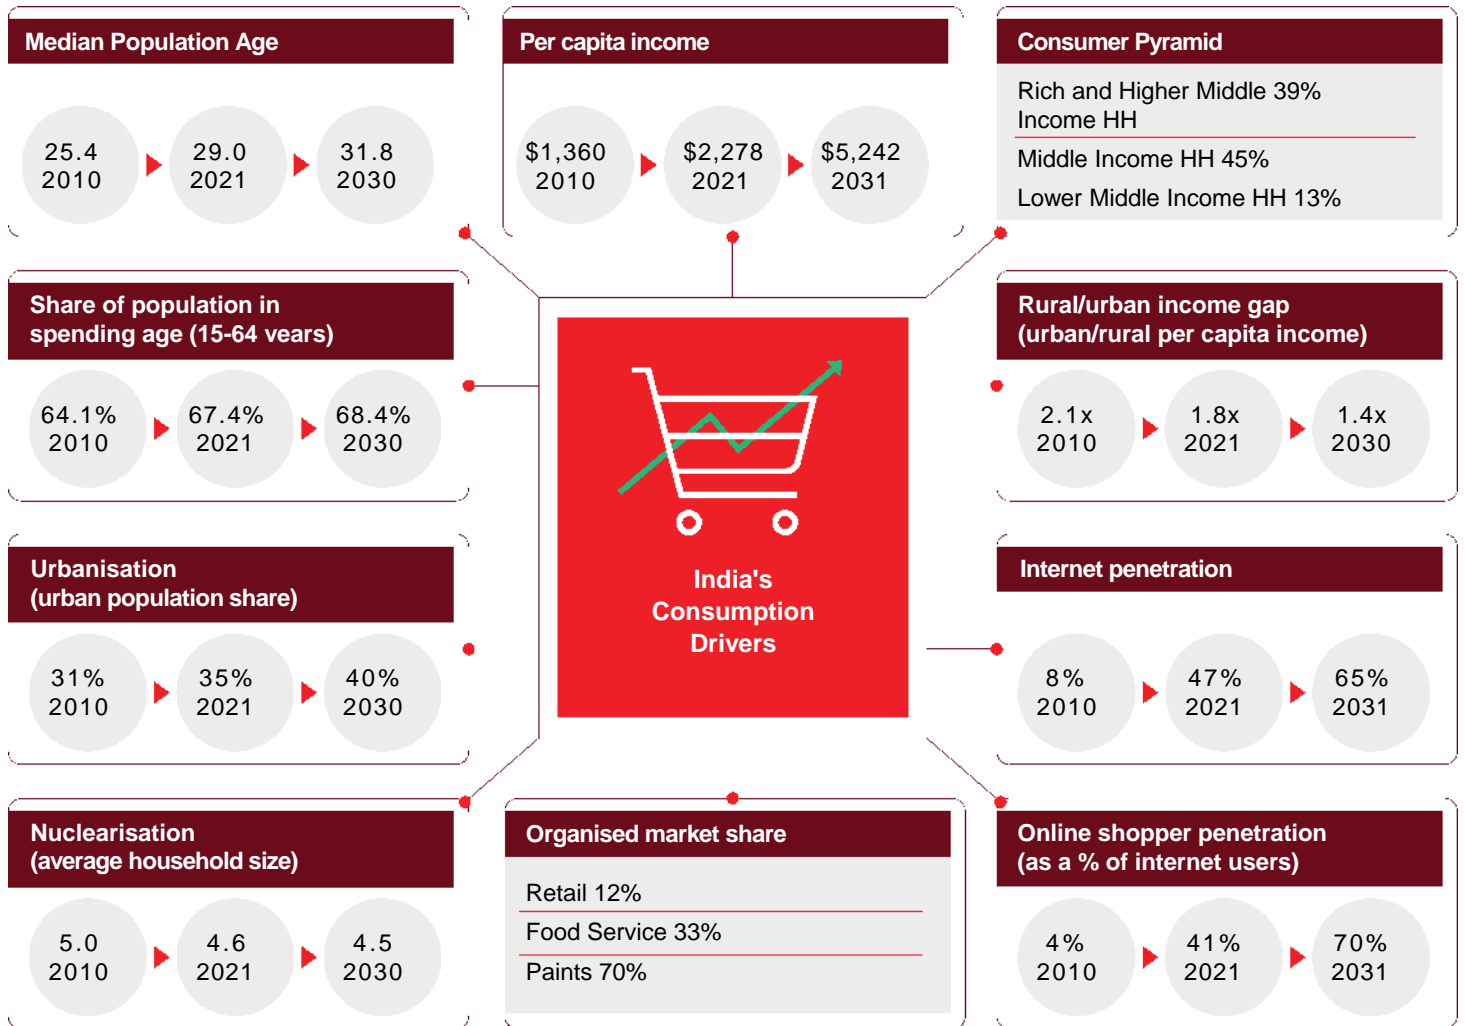 Median Population Age
25.4
2010
29.0
2021
31.8
2030
Per capita income
$1,360
2010
$2,278
2021
$5,242
2031
Consumer Pyramid
Rich and Higher Middle 39%
Income HH
Middle Income HH 45%
Lower Middle Income HH 13%
Share of population in
spending age (15-64 years)
64.1%
2010
67.4%
2021
68.4%
2030
Rural/urban income gap
(urban/rural per capita income)
2.1x
2010
1.8x
2021
1.4x
2030
India's
Consumption
Drivers
Urbanisation
(urban population share)
31%
2010
35%
2021
40%
2030
Internet penetration
8%
2010
47%
2021
65%
2031
Nuclearisation
(average household size)
5.0
2010
4.6
2021
4.5
2030
Organised market share
Retail 12%
Food Service 33%
Paints 70%
Online shopper penetration
(as a % of internet users)
4%
2010
41%
2021
70%
2031